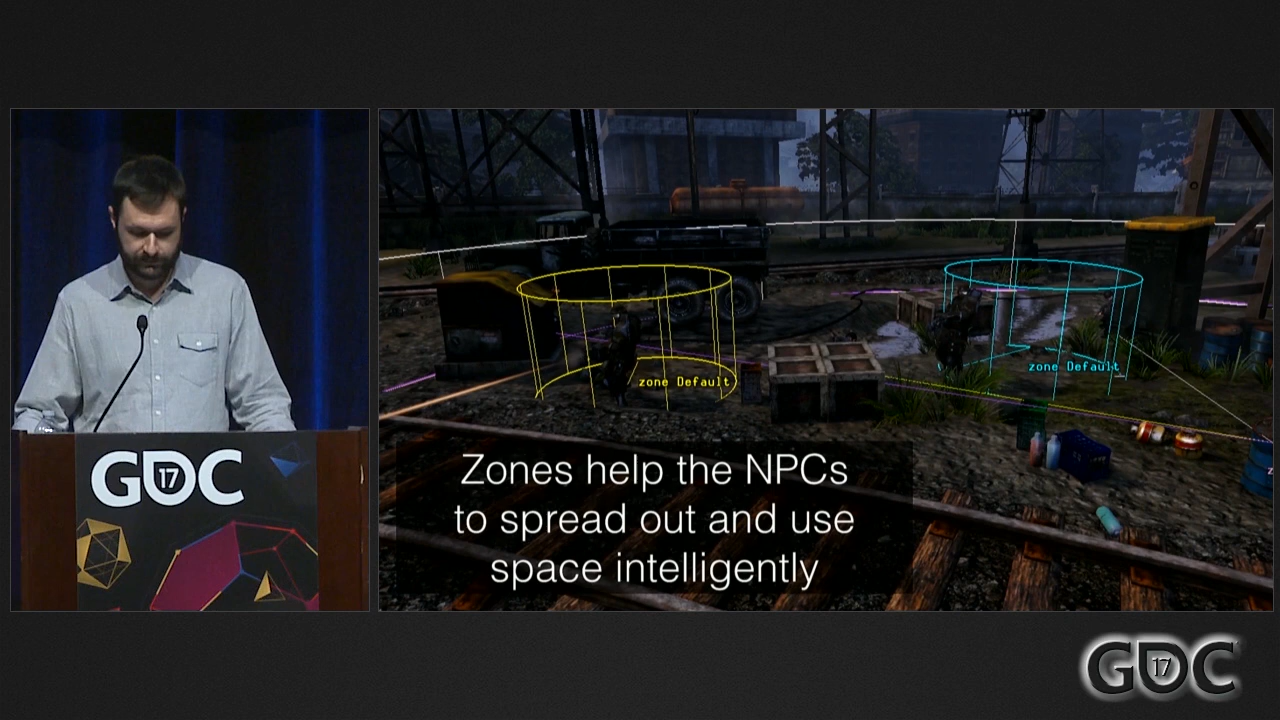 GDC
17
zone Default
zone Default
Zones help the NPCs
to spread out and use
space intelligently
GDC
17